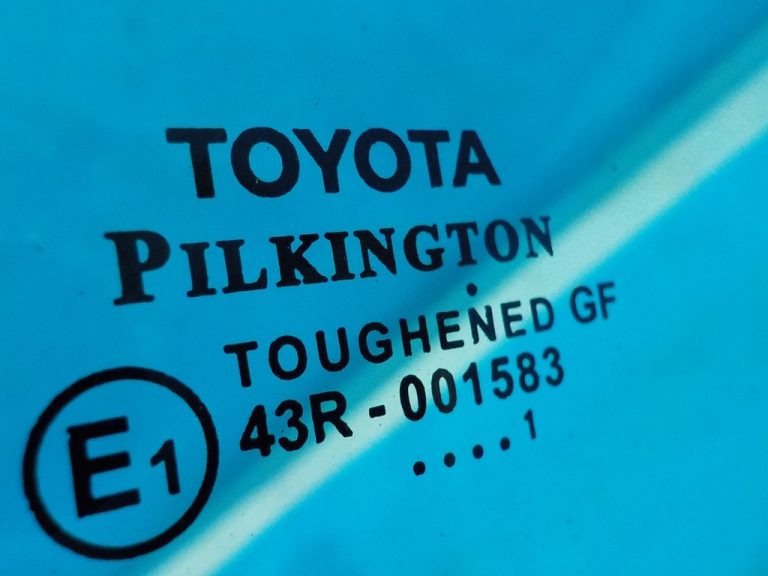 TOYOTA
PILKINGTON
TOUGHENED GF
E1
43R - 001583
. . . . 1